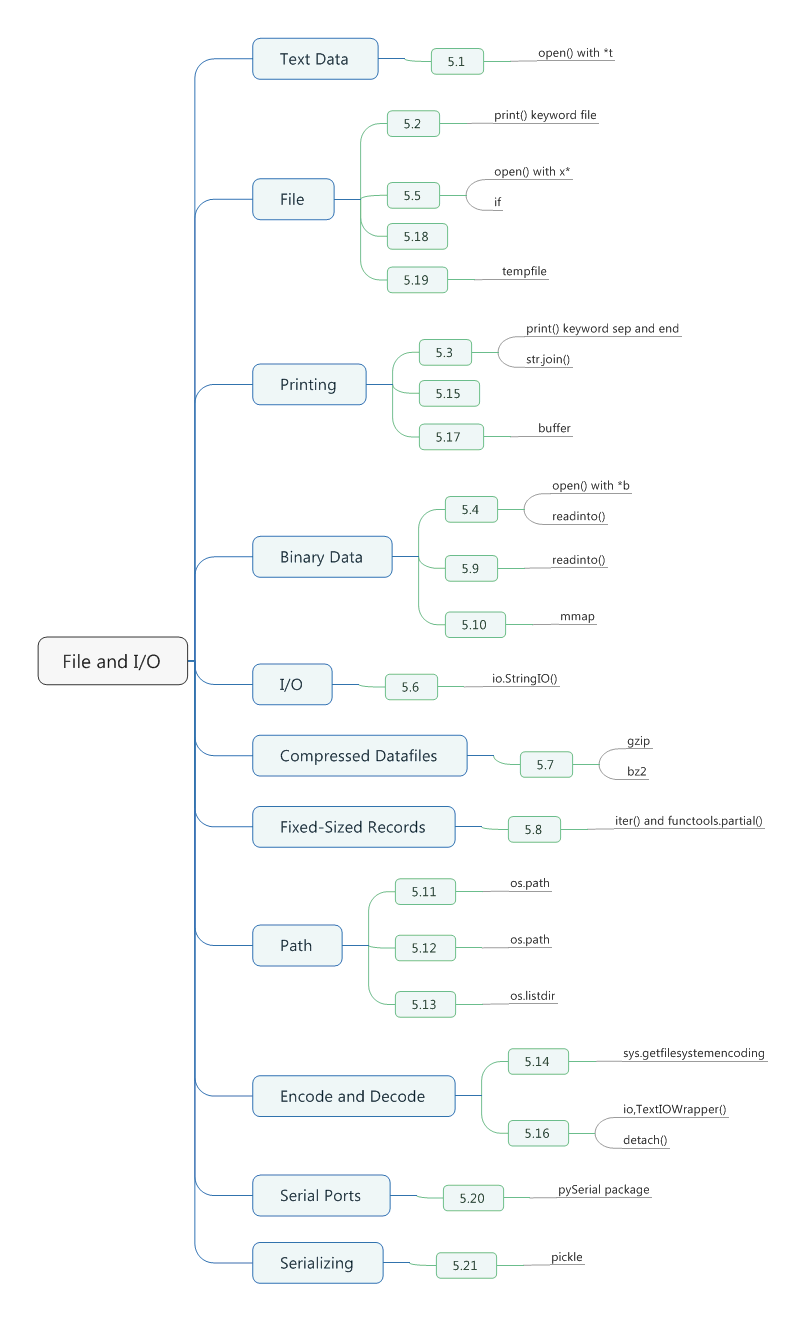 Text Data
5.1
open() with *t
File
5.2
print() keyword file
5.5
open() with x*
if
5.18
5.19
tempfile
Printing
5.3
print() keyword sep and end
str.join()
5.15
5.17
buffer
Binary Data
5.4
open() with *b
readinto()
5.9
readinto()
5.10
mmap
File and I/O
I/O
5.6
io.StringIO()
Compressed Datafiles
5.7
gzip
bz2
Fixed-Sized Records
5.8
iter() and functools.partial()
Path
5.11
os.path
5.12
os.path
5.13
os.listdir
Encode and Decode
5.14
sys.getfilesystemencoding
5.16
io,TextIOWrapper()
detach()
Serial Ports
5.20
pySerial package
Serializing
5.21
pickle